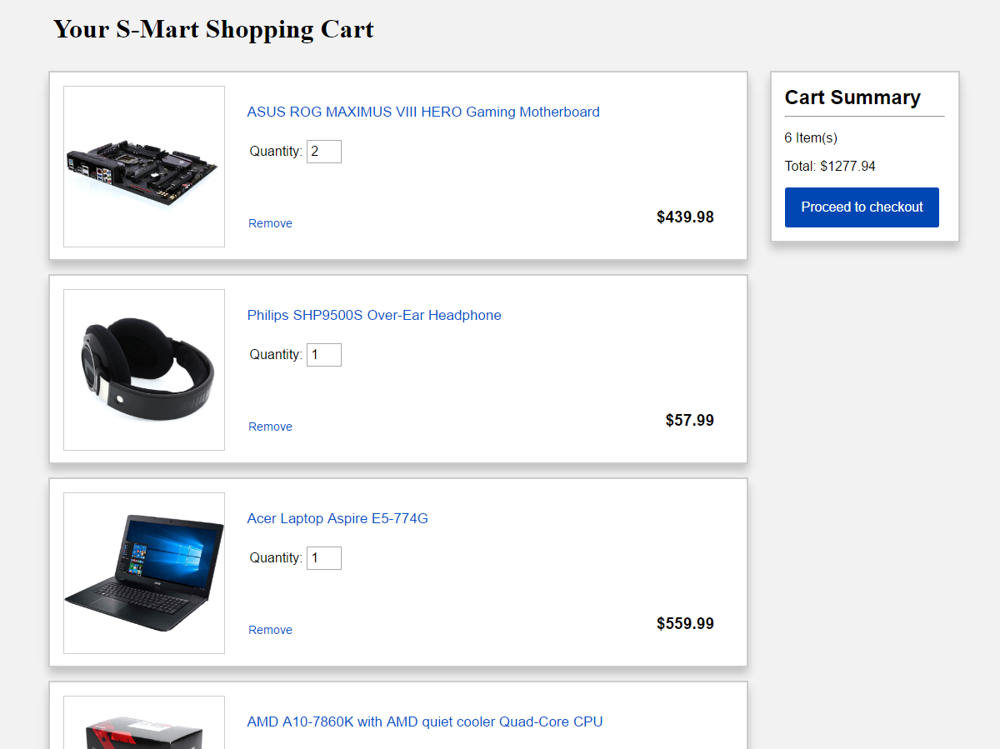 Your S-Mart Shopping Cart
ASUS ROG MAXIMUS VIII HERO Gaming Motherboard
Quantity: 2
Remove
$439.98
Philips SHP9500S Over-Ear Headphone
Quantity: 1
Remove
$57.99
Acer Laptop Aspire E5-774G
Quantity: 1
Remove
$559.99
AMD A10-7860K with AMD quiet cooler Quad-Core CPU
Cart Summary
6 Item(s)
Total: $1277.94
Proceed to checkout